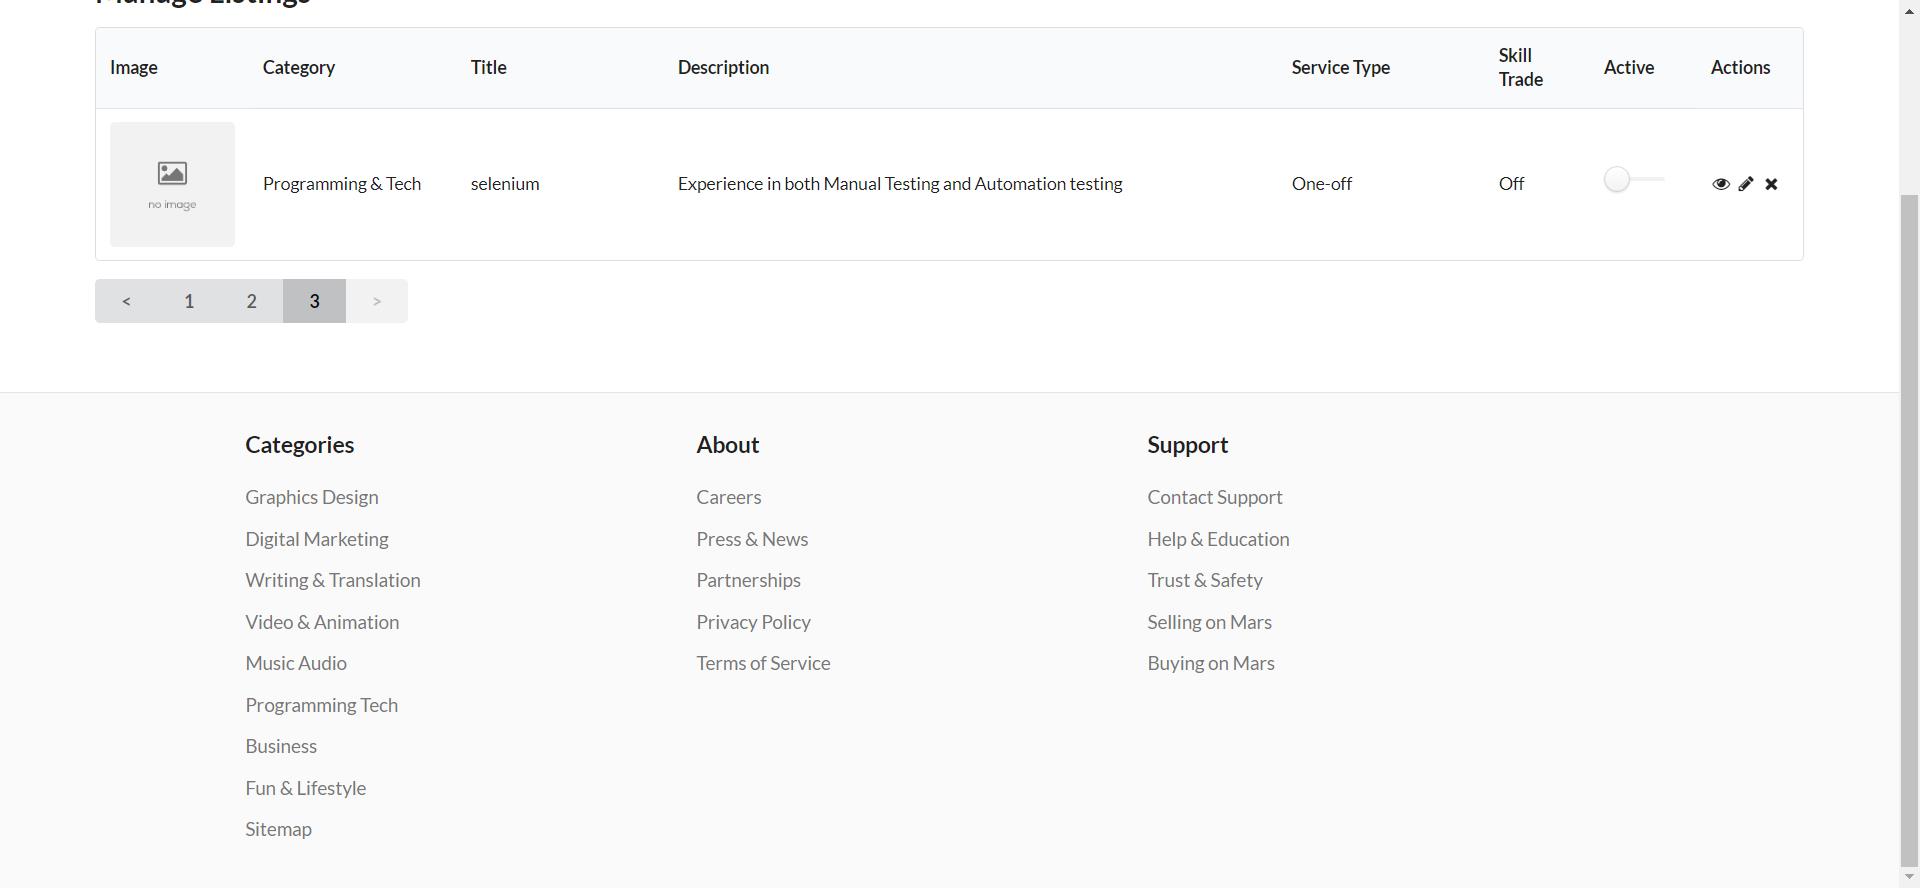 Manage Listings
Image Category Title Description Service Type Skill Trade Active Actions
no image
Programming & Tech selenium Experience in both Manual Testing and Automation testing One-off Off
< 1 2 3 >
Categories
Graphics Design
Digital Marketing
Writing & Translation
Video & Animation
Music Audio
Programming Tech
Business
Fun & Lifestyle
Sitemap
About
Careers
Press & News
Partnerships
Privacy Policy
Terms of Service
Support
Contact Support
Help & Education
Trust & Safety
Selling on Mars
Buying on Mars